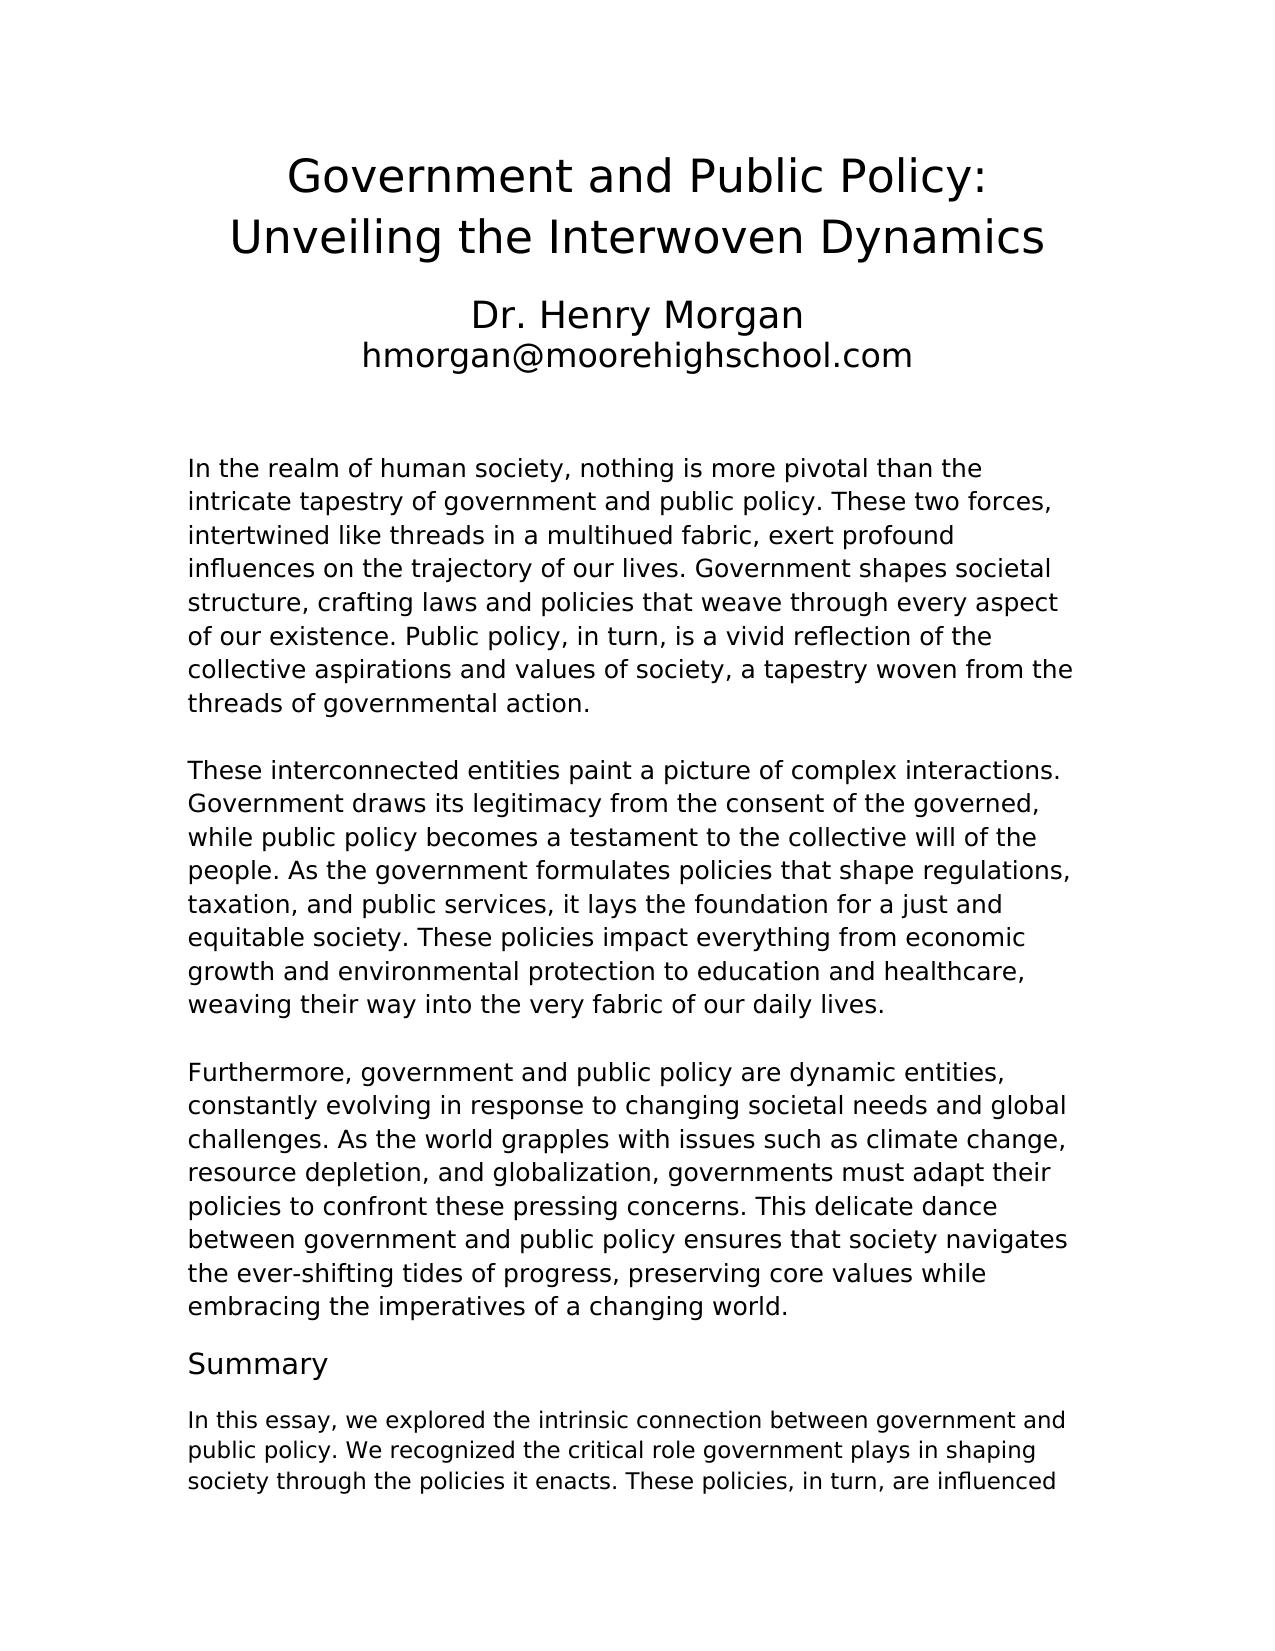 Government and Public Policy:
Unveiling the Interwoven Dynamics
Dr. Henry Morgan
hmorgan@moorehighschool.com
In the realm of human society, nothing is more pivotal than the
intricate tapestry of government and public policy. These two forces,
intertwined like threads in a multihued fabric, exert profound
influences on the trajectory of our lives. Government shapes societal
structure, crafting laws and policies that weave through every aspect
of our existence. Public policy, in turn, is a vivid reflection of the
collective aspirations and values of society, a tapestry woven from the
threads of governmental action.
These interconnected entities paint a picture of complex interactions.
Government draws its legitimacy from the consent of the governed,
while public policy becomes a testament to the collective will of the
people. As the government formulates policies that shape regulations,
taxation, and public services, it lays the foundation for a just and
equitable society. These policies impact everything from economic
growth and environmental protection to education and healthcare,
weaving their way into the very fabric of our daily lives.
Furthermore, government and public policy are dynamic entities,
constantly evolving in response to changing societal needs and global
challenges. As the world grapples with issues such as climate change,
resource depletion, and globalization, governments must adapt their
policies to confront these pressing concerns. This delicate dance
between government and public policy ensures that society navigates
the ever-shifting tides of progress, preserving core values while
embracing the imperatives of a changing world.
Summary
In this essay, we explored the intrinsic connection between government and
public policy. We recognized the critical role government plays in shaping
society through the policies it enacts. These policies, in turn, are influenced